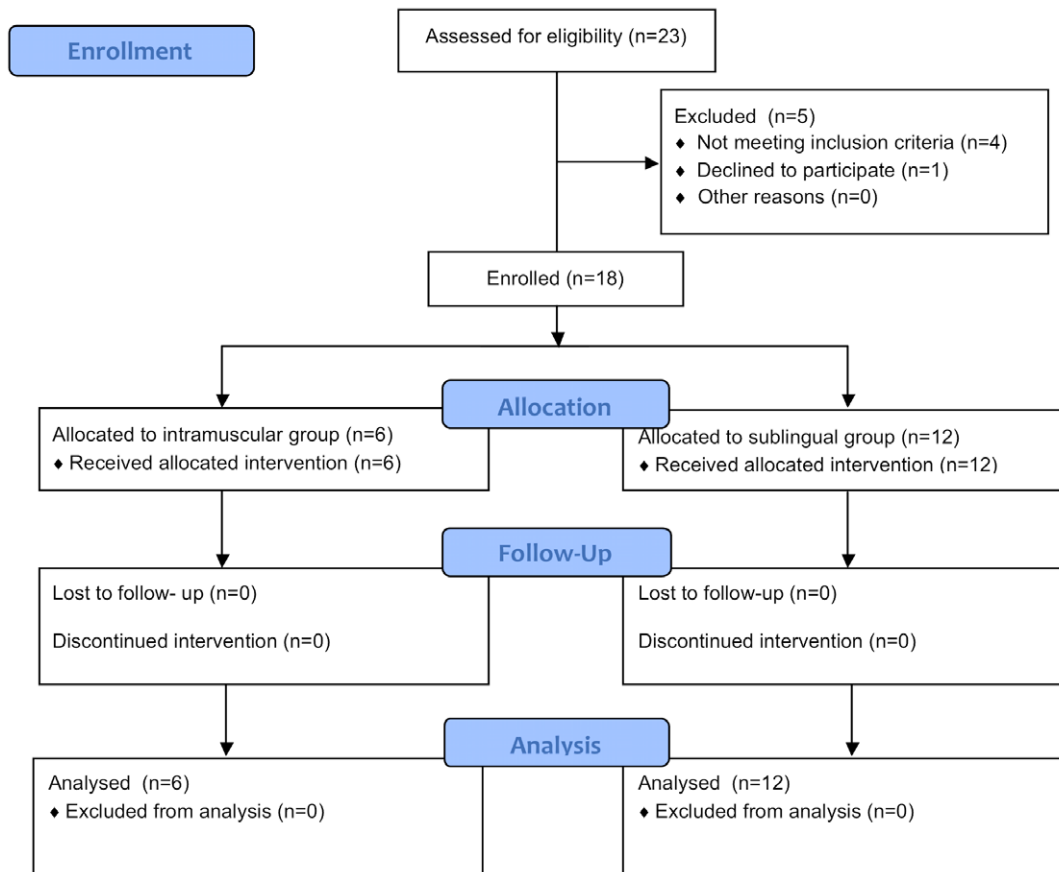 Enrollment
Assessed for eligibility (n=23)
Excluded (n=5)
♦ Not meeting inclusion criteria (n=4)
♦ Declined to participate (n=1)
♦ Other reasons (n=0)
Enrolled (n=18)
Allocation
Allocated to intramuscular group (n=6)
♦ Received allocated intervention (n=6)
Allocated to sublingual group (n=12)
♦ Received allocated intervention (n=12)
Follow-Up
Lost to follow- up (n=0)
Discontinued intervention (n=0)
Lost to follow-up (n=0)
Discontinued intervention (n=0)
Analysis
Analysed (n=6)
♦ Excluded from analysis (n=0)
Analysed (n=12)
♦ Excluded from analysis (n=0)